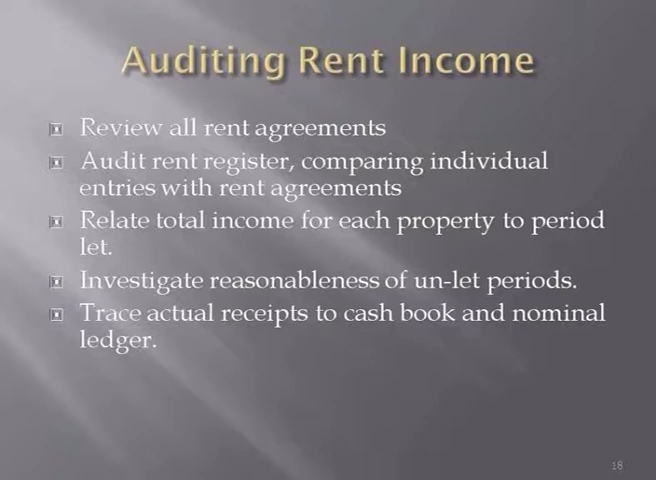 Auditing Rent Income
Review all rent agreements
Audit rent register, comparing individual
entries with rent agreements
Relate total income for each property to period
let.
Investigate reasonableness of un-let periods.
Trace actual receipts to cash book and nominal
ledger.
18